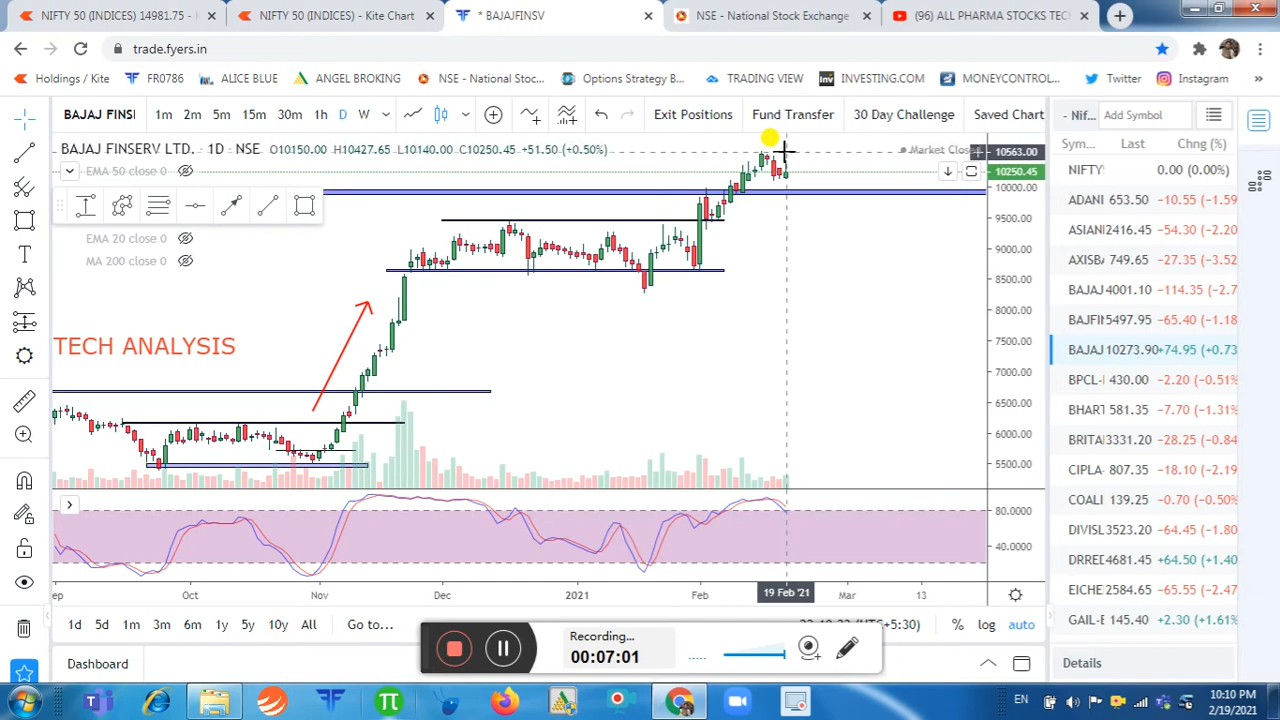 NIFTY 50 (INDICES) 14981.75 -
NIFTY 50 (INDICES) - Kite Chart
* BAJAJFINSV
NSE - National Stock Exchange
(96) ALL PHARMA STOCKS TEC
trade.fyers.in
Holdings / Kite
FR0786
ALICE BLUE
ANGEL BROKING
NSE - National Stoc...
Options Strategy B...
TRADING VIEW
INVESTING.COM
MONEYCONTROL...
Twitter
Instagram
»
BAJAJ FINSI
1m 2m 5m 15m 30m 1h D W
Exit Positions
Fund Transfer
30 Day Challenge
Saved Chart
- Nif...
Add Symbol
BAJAJ FINSERV LTD. · 1D · NSE O10150.00 H10427.65 L10140.00 C10250.45 +51.50 (+0.50%)
Market Close
EMA 50 close 0
EMA 20 close 0
MA 200 close 0
TECH ANALYSIS
10563.00
10250.45
10000.00
9500.00
9000.00
8500.00
8000.00
7500.00
7000.00
6500.00
6000.00
5500.00
80.0000
40.0000
Sym... Last Chng (%)
NIFTY 0.00 (0.00%)
ADANI 653.50 -10.55 (-1.59
ASIANI 2416.45 -54.30 (-2.20
AXISBA 749.65 -27.35 (-3.52
BAJAJ 4001.10 -114.35 (-2.7
BAJFIN 5497.95 -65.40 (-1.18
BAJAJ 10273.90 +74.95 (+0.73
BPCL- 430.00 -2.20 (-0.51%)
BHART 581.35 -7.70 (-1.31%)
BRITA 3331.20 -28.25 (-0.84
CIPLA- 807.35 -18.10 (-2.19
COALI 139.25 -0.70 (-0.50%)
DIVISL 3523.20 -64.45 (-1.80
DRRED 4681.45 +64.50 (+1.40
EICHE 2584.65 -65.55 (-2.47
GAIL-E 145.40 +2.30 (+1.61%
ep Oct Nov Dec 2021 Feb 19 Feb '21 Mar 13
1d 5d 1m 3m 6m 1y 5y 10y All Go to...
(UTC+5:30) % log auto
Recording...
00:07:01
Dashboard
Details
EN
10:10 PM
2/19/2021